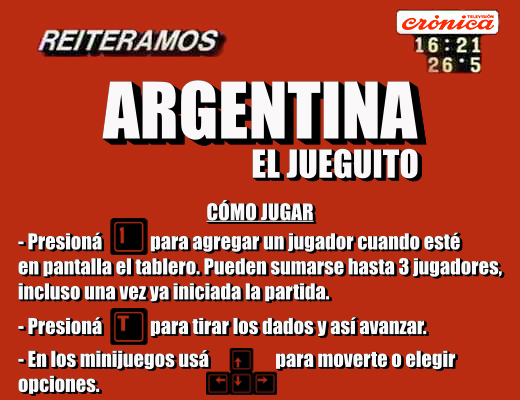 REITERAMOS
crónica
TELEVISIÓN
16:21
26°5
ARGENTINA
EL JUEGUITO
CÓMO JUGAR
- Presioná 1 para agregar un jugador cuando esté
en pantalla el tablero. Pueden sumarse hasta 3 jugadores,
incluso una vez ya iniciada la partida.
- Presioná T para tirar los dados y así avanzar.
- En los minijuegos usá ↑ ← ↓ → para moverte o elegir
opciones.